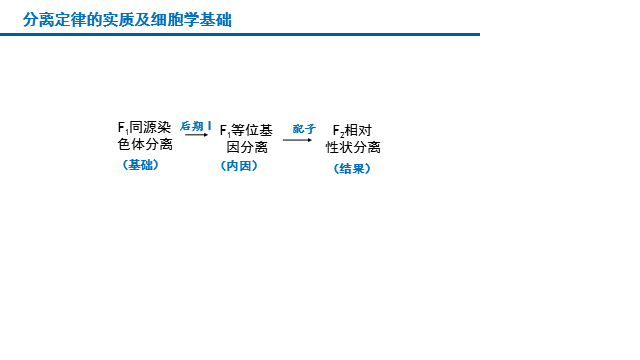 分离定律的实质及细胞学基础
F₁同源染
色体分离
（基础）
后期Ⅰ
F₁等位基
因分离
（内因）
配子
F₂相对
性状分离
（结果）